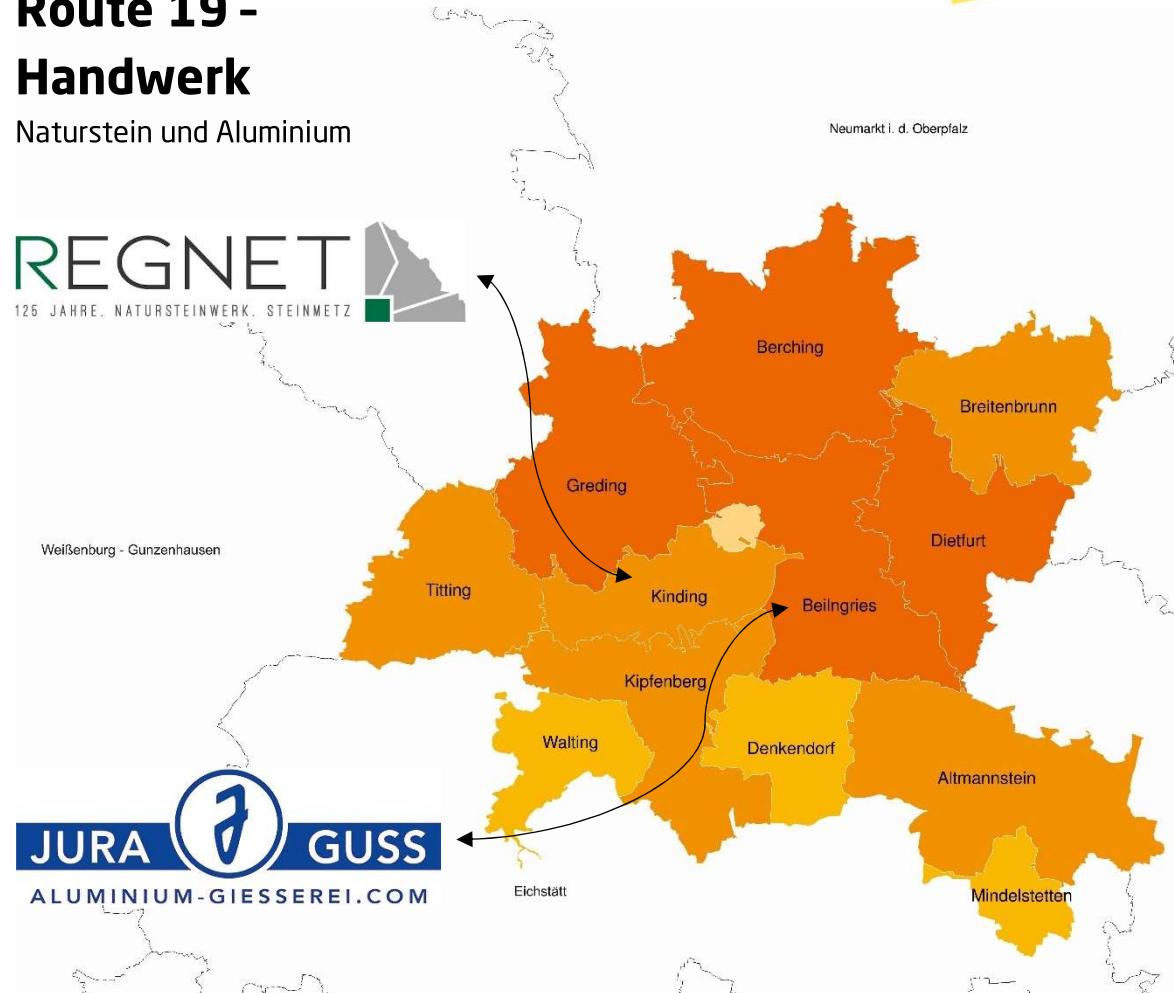 Route 19 –
Handwerk
Naturstein und Aluminium
Neumarkt i. d. Oberpfalz
REGNET
125 JAHRE. NATURSTEINWERK. STEINMETZ
Berching
Breitenbrunn
Greding
Dietfurt
Weißenburg - Gunzenhausen
Titting
Kinding
Beilngries
Kipfenberg
Walting
Denkendorf
Altmannstein
JURA J GUSS
ALUMINIUM-GIESSEREI.COM
Eichstätt
Mindelstetten